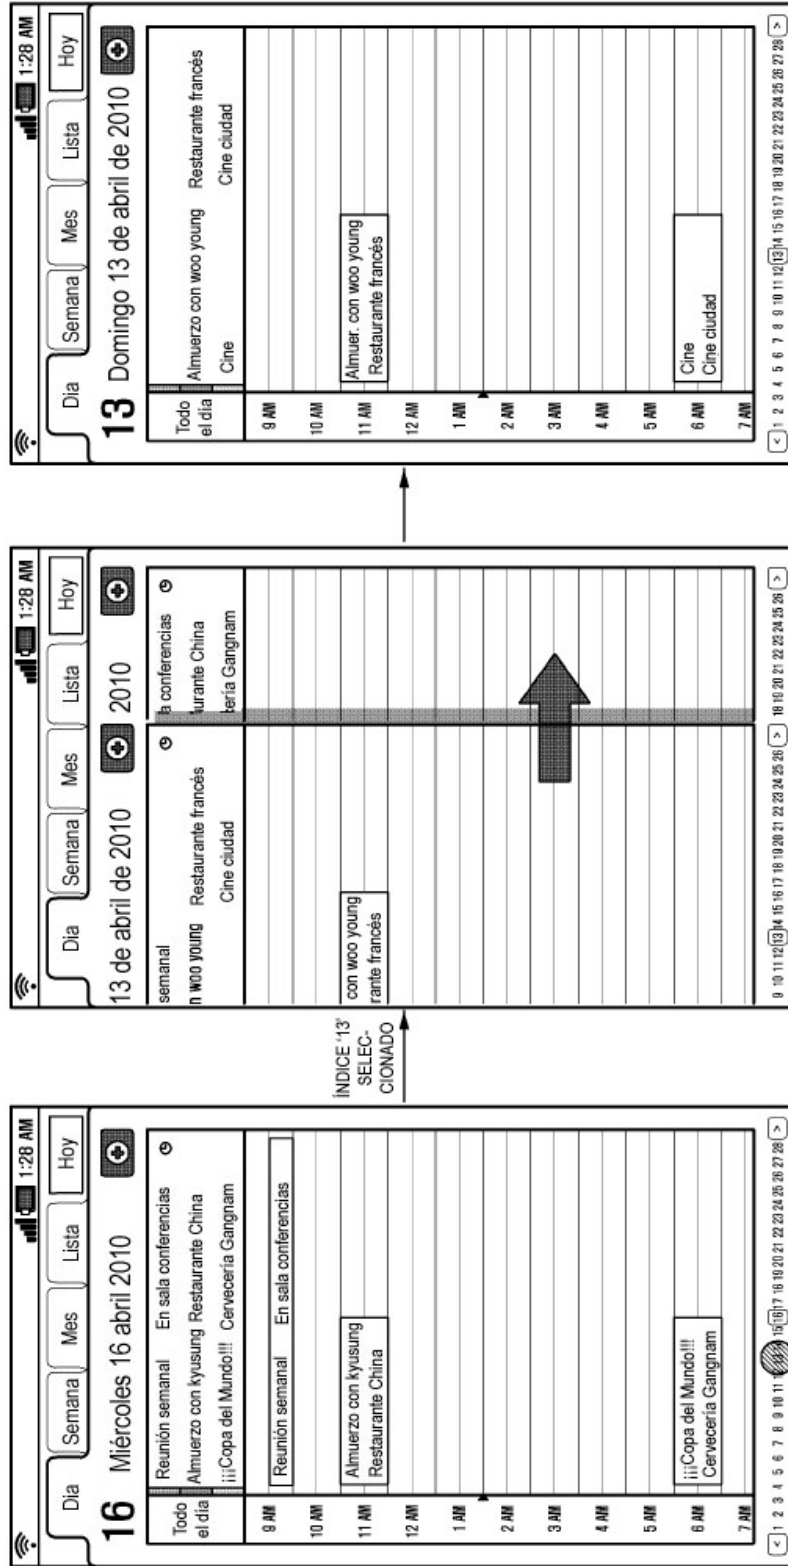 1:28 AM
Dia Semana Mes Lista Hoy
16 Miércoles 16 abril 2010
Todo
el día
Reunión semanal En sala conferencias
Almuerzo con kyusung Restaurante China
¡¡¡Copa del Mundo!!! Cervecería Gangnam
9 AM
Reunión semanal En sala conferencias
10 AM
11 AM
Almuerzo con kyusung
Restaurante China
12 AM
1 AM
2 AM
3 AM
4 AM
5 AM
6 AM
¡¡¡Copa del Mundo!!!
Cervecería Gangnam
7 AM
< 1 2 3 4 5 6 7 8 9 10 11 15 16 17 18 19 20 21 22 23 24 25 26 27 28 >
ÍNDICE ‘13’
SELEC-
CIONADO
1:28 AM
Dia Semana Mes Lista Hoy
13 de abril de 2010 2010
semanal a conferencias
n woo young Restaurante francés urante China
Cine ciudad tería Gangnam
con woo young
rante francés
9 10 11 12 13 14 15 16 17 18 19 20 21 22 23 24 25 26 > 18 19 20 21 22 23 24 25 26 >
1:28 AM
Dia Semana Mes Lista Hoy
13 Domingo 13 de abril de 2010
Todo
el día
Almuerzo con woo young Restaurante francés
Cine Cine ciudad
9 AM
10 AM
11 AM
Almuer. con woo young
Restaurante francés
12 AM
1 AM
2 AM
3 AM
4 AM
5 AM
6 AM
Cine
Cine ciudad
7 AM
< 1 2 3 4 5 6 7 8 9 10 11 12 13 14 15 16 17 18 19 20 21 22 23 24 25 26 27 28 >